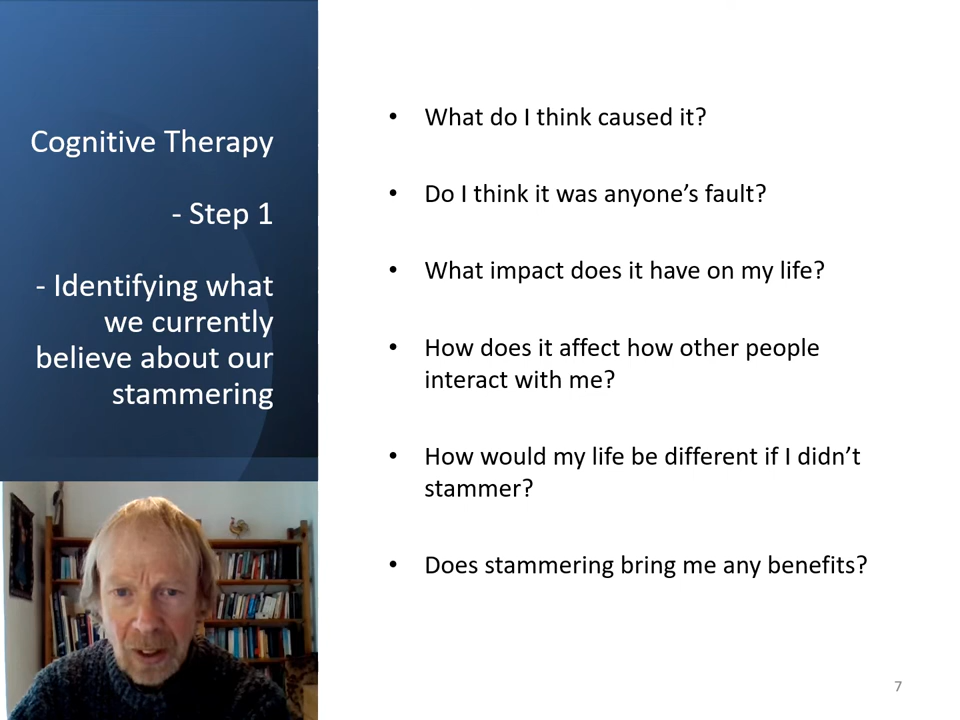 Cognitive Therapy
- Step 1
- Identifying what
we currently
believe about our
stammering
• What do I think caused it?
• Do I think it was anyone’s fault?
• What impact does it have on my life?
• How does it affect how other people
interact with me?
• How would my life be different if I didn’t
stammer?
• Does stammering bring me any benefits?
7